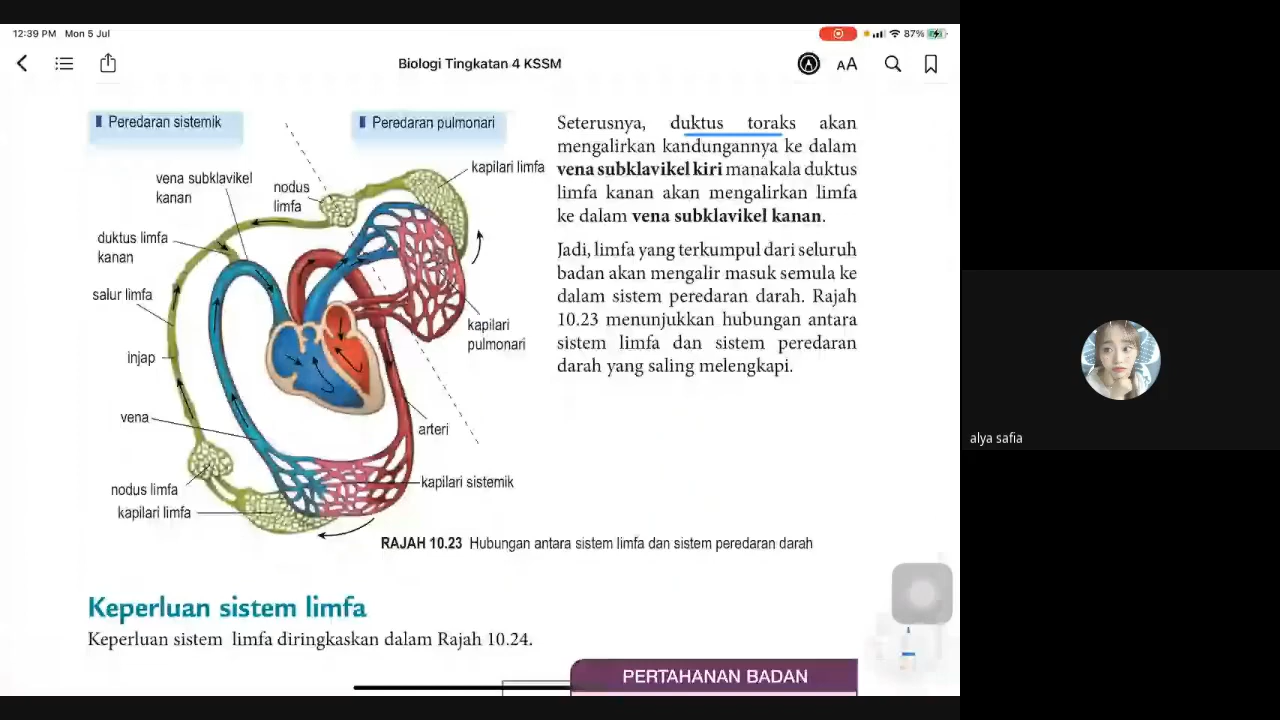 12:39 PM Mon 5 Jul
87%
Biologi Tingkatan 4 KSSM
AA
Peredaran sistemik
Peredaran pulmonari
kapilari limfa
vena subklavikel
kanan
nodus
limfa
duktus limfa
kanan
salur limfa
injap
kapilari
pulmonari
vena
arteri
nodus limfa
kapilari sistemik
kapilari limfa
RAJAH 10.23 Hubungan antara sistem limfa dan sistem peredaran darah
Seterusnya, duktus toraks akan
mengalirkan kandungannya ke dalam
vena subklavikel kiri manakala duktus
limfa kanan akan mengalirkan limfa
ke dalam vena subklavikel kanan.
Jadi, limfa yang terkumpul dari seluruh
badan akan mengalir masuk semula ke
dalam sistem peredaran darah. Rajah
10.23 menunjukkan hubungan antara
sistem limfa dan sistem peredaran
darah yang saling melengkapi.
Keperluan sistem limfa
Keperluan sistem limfa diringkaskan dalam Rajah 10.24.
PERTAHANAN BADAN
alya safia